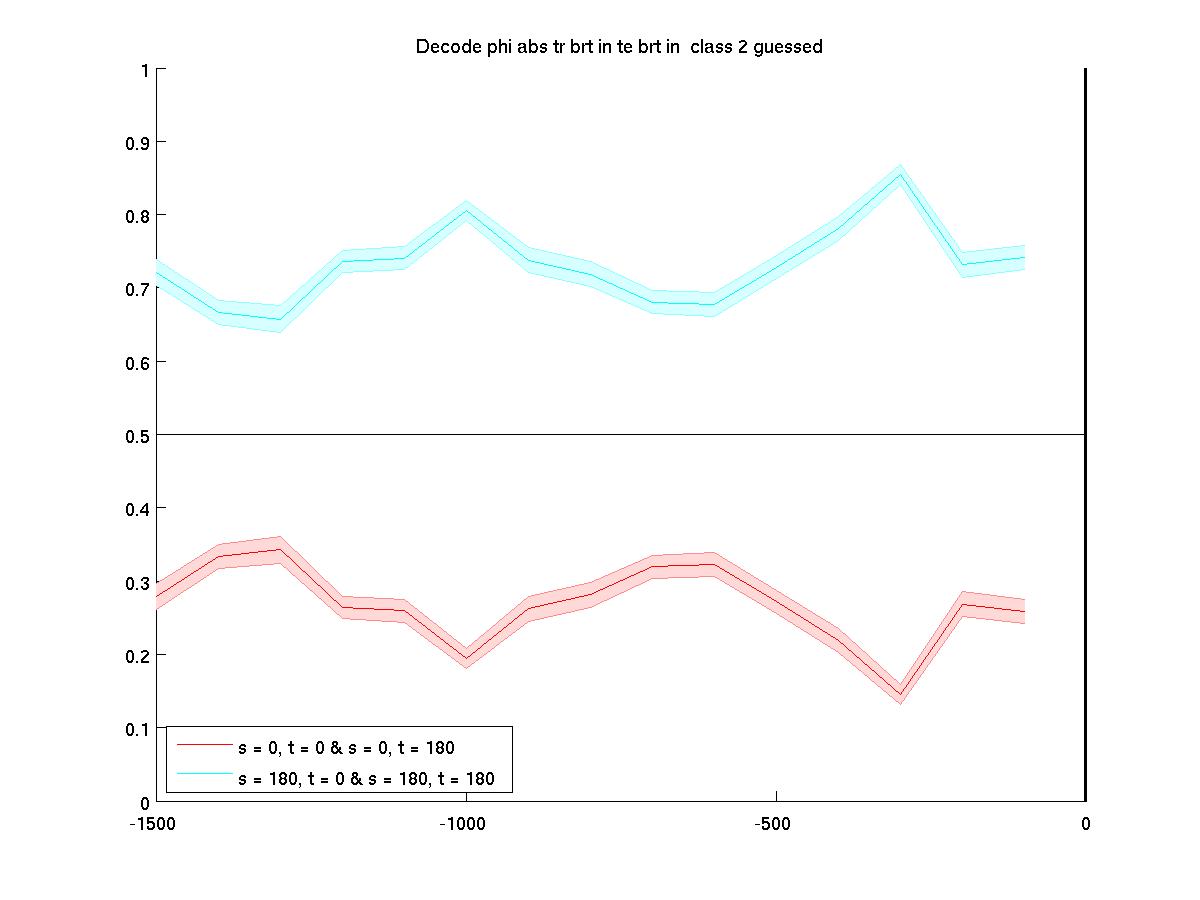 Decode phi abs tr brt in te brt in  class 2 guessed
1
0.9
0.8
0.7
0.6
0.5
0.4
0.3
0.2
0.1
0
s = 0, t = 0 & s = 0, t = 180
s = 180, t = 0 & s = 180, t = 180
-1500 -1000 -500 0